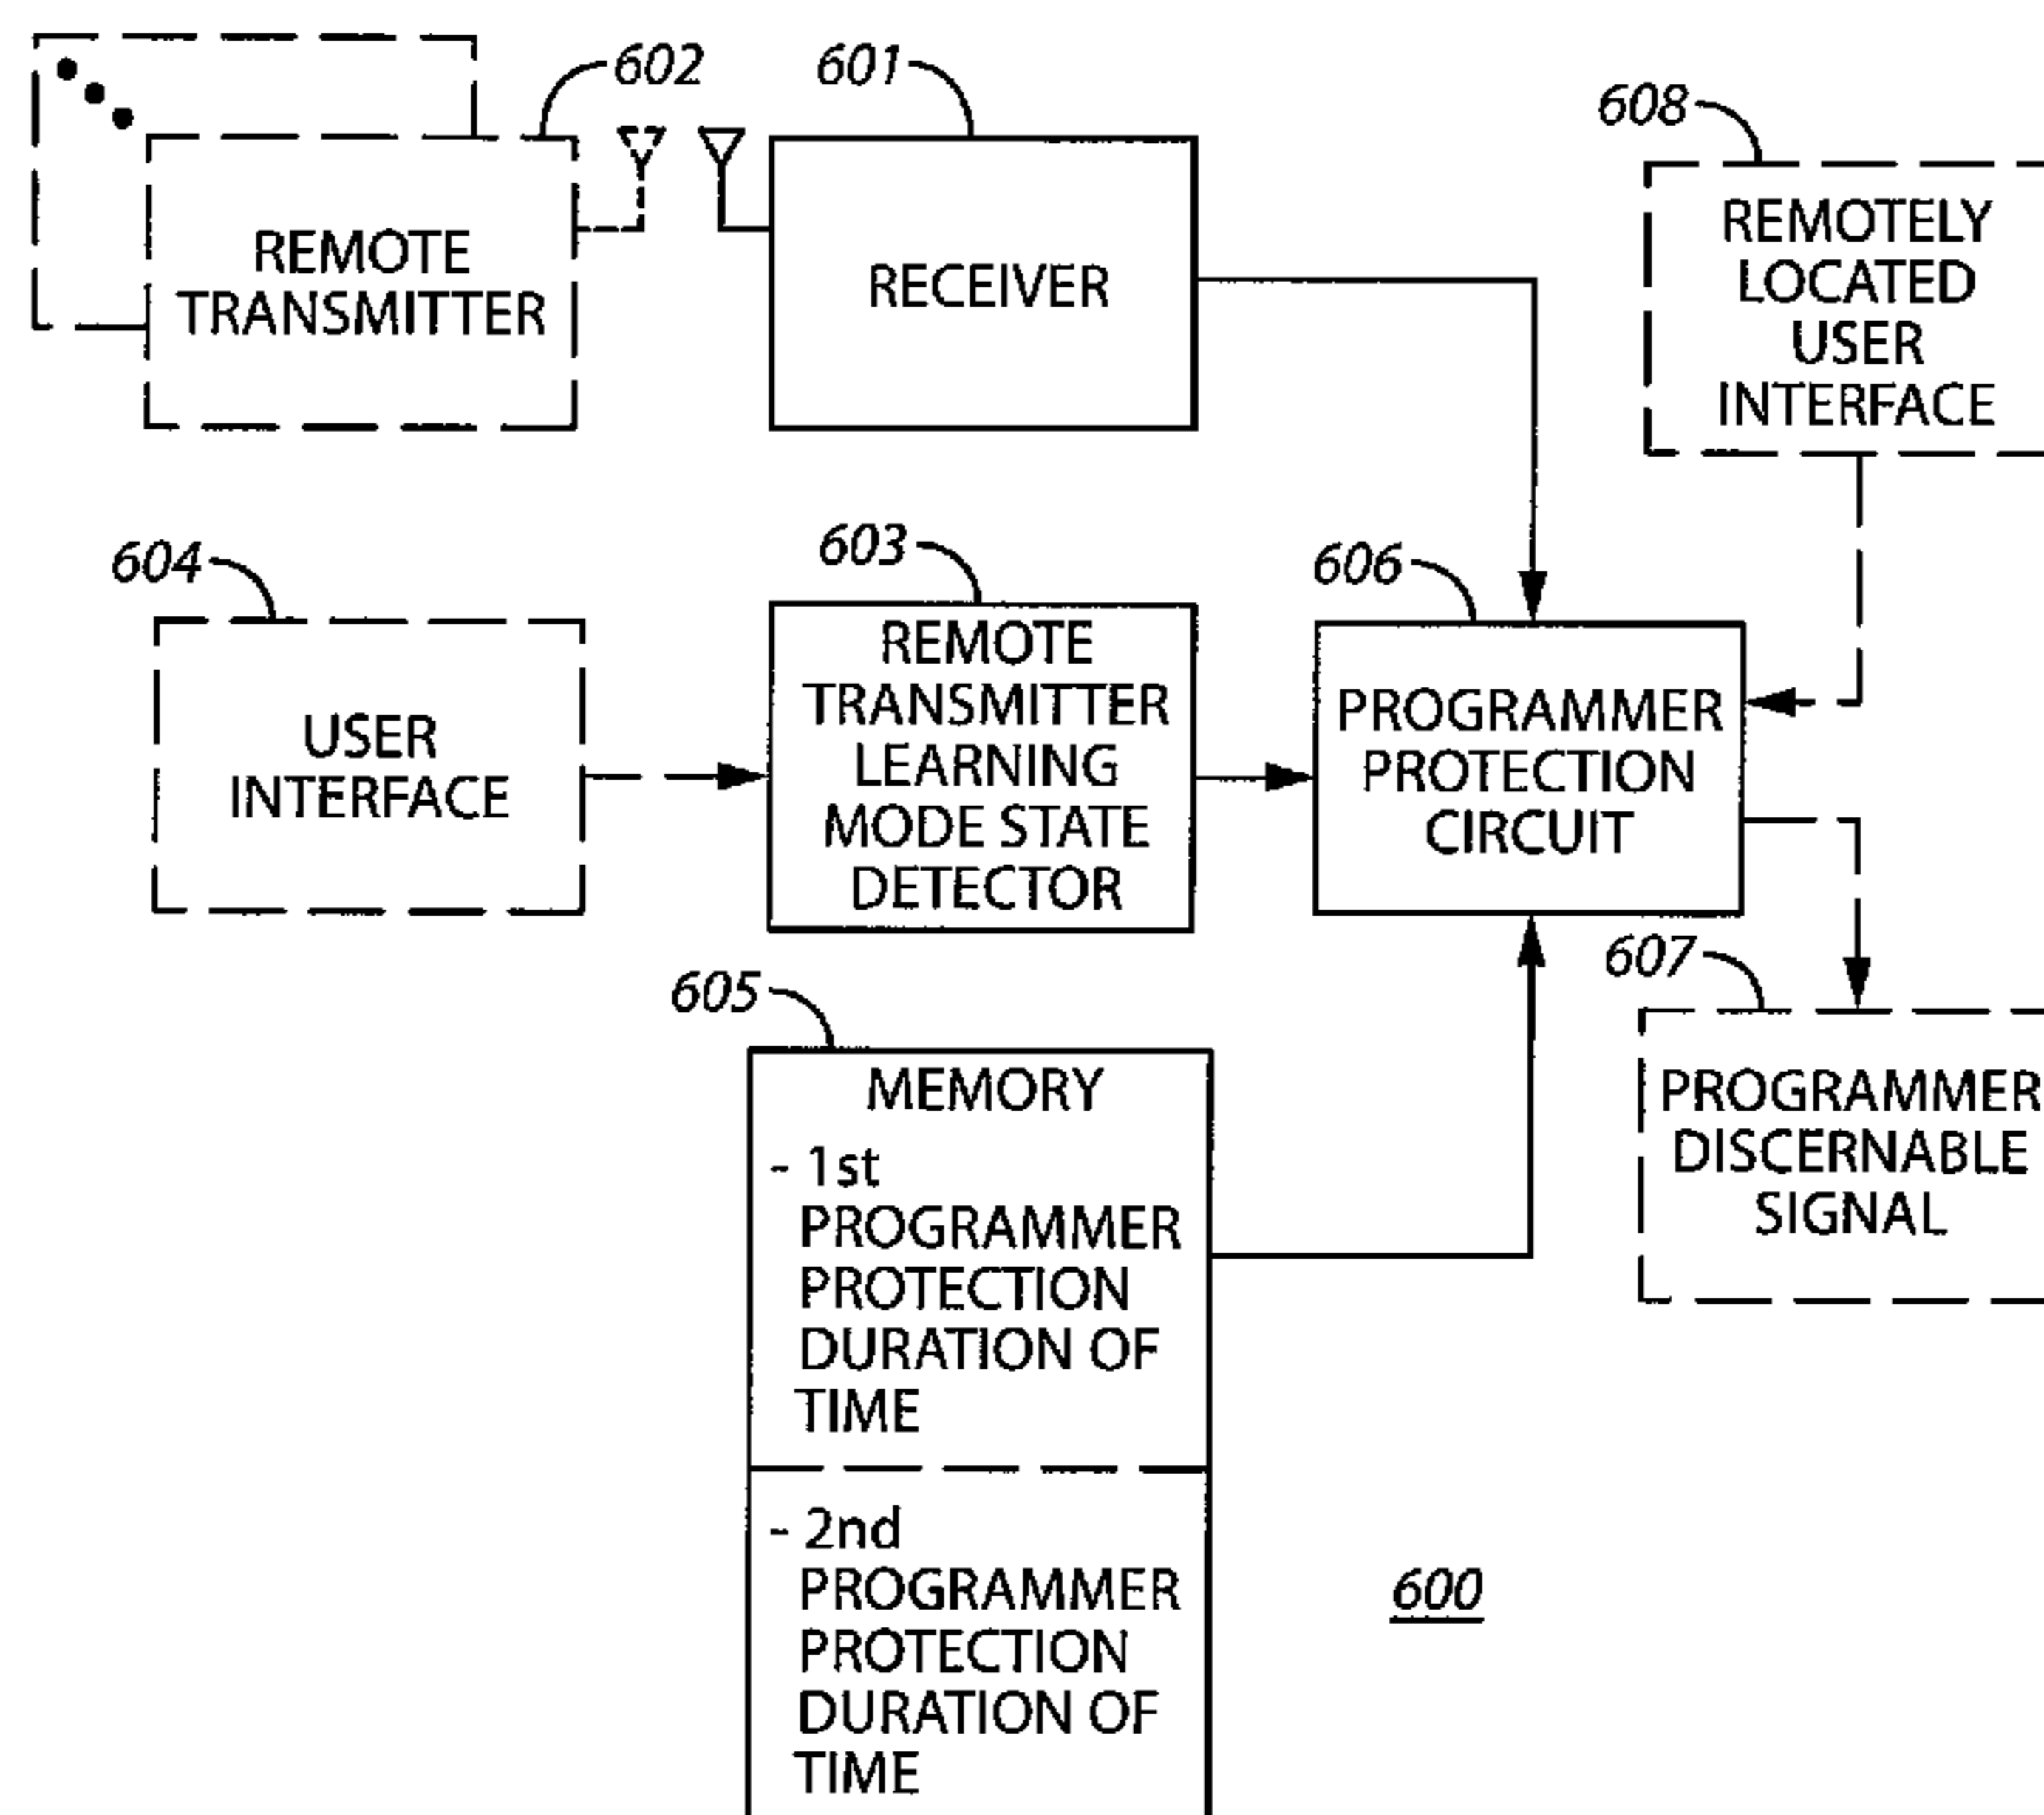 602
601
608
REMOTE
TRANSMITTER
RECEIVER
REMOTELY
LOCATED
USER
INTERFACE
604
603
606
USER
INTERFACE
REMOTE
TRANSMITTER
LEARNING
MODE STATE
DETECTOR
PROGRAMMER
PROTECTION
CIRCUIT
605
607
MEMORY
- 1st
PROGRAMMER
PROTECTION
DURATION OF
TIME
- 2nd
PROGRAMMER
PROTECTION
DURATION OF
TIME
PROGRAMMER
DISCERNABLE
SIGNAL
600